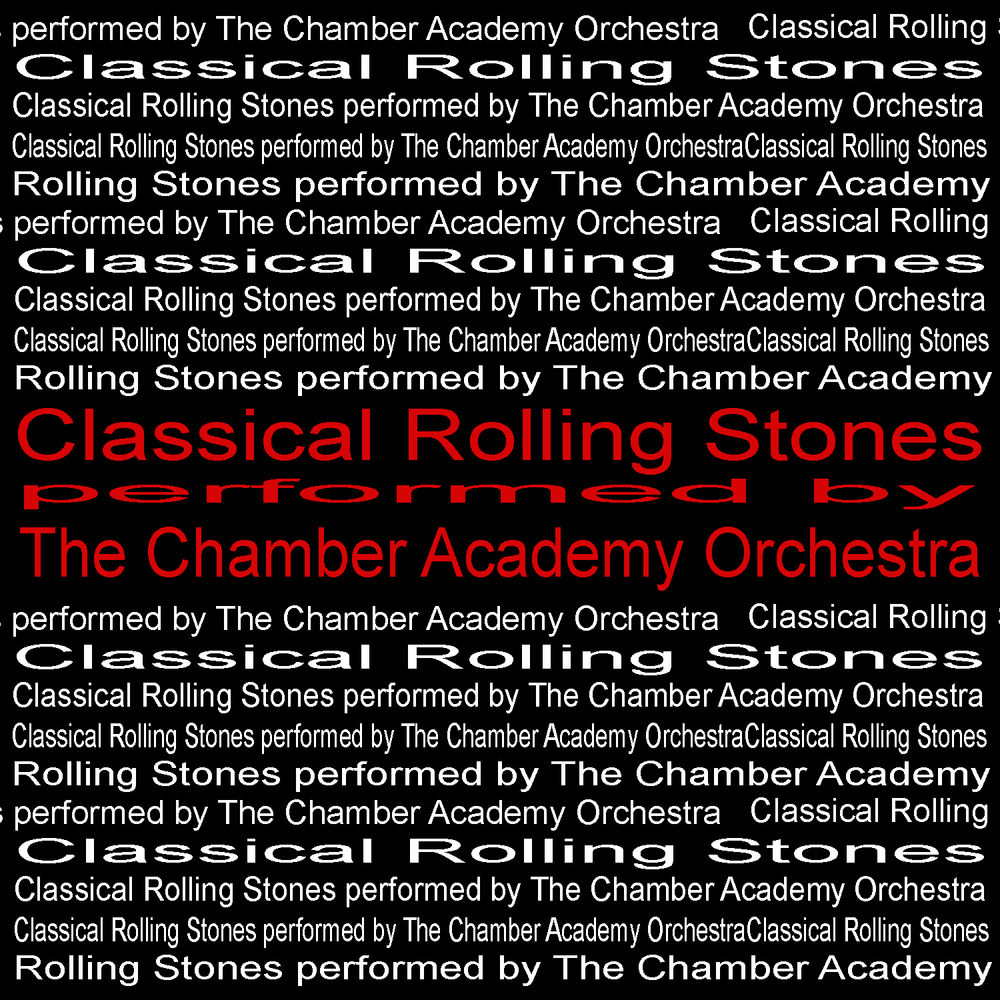 performed by The Chamber Academy Orchestra Classical Rolling
Classical Rolling Stones
Classical Rolling Stones performed by The Chamber Academy Orchestra
Classical Rolling Stones performed by The Chamber Academy OrchestraClassical Rolling Stones
Rolling Stones performed by The Chamber Academy
s performed by The Chamber Academy Orchestra Classical Rolling
Classical Rolling Stones
Classical Rolling Stones performed by The Chamber Academy Orchestra
Classical Rolling Stones performed by The Chamber Academy OrchestraClassical Rolling Stones
Rolling Stones performed by The Chamber Academy
Classical Rolling Stones
performed by
The Chamber Academy Orchestra
performed by The Chamber Academy Orchestra Classical Rolling
Classical Rolling Stones
Classical Rolling Stones performed by The Chamber Academy Orchestra
Classical Rolling Stones performed by The Chamber Academy OrchestraClassical Rolling Stones
Rolling Stones performed by The Chamber Academy
s performed by The Chamber Academy Orchestra Classical Rolling
Classical Rolling Stones
Classical Rolling Stones performed by The Chamber Academy Orchestra
Classical Rolling Stones performed by The Chamber Academy OrchestraClassical Rolling Stones
Rolling Stones performed by The Chamber Academy